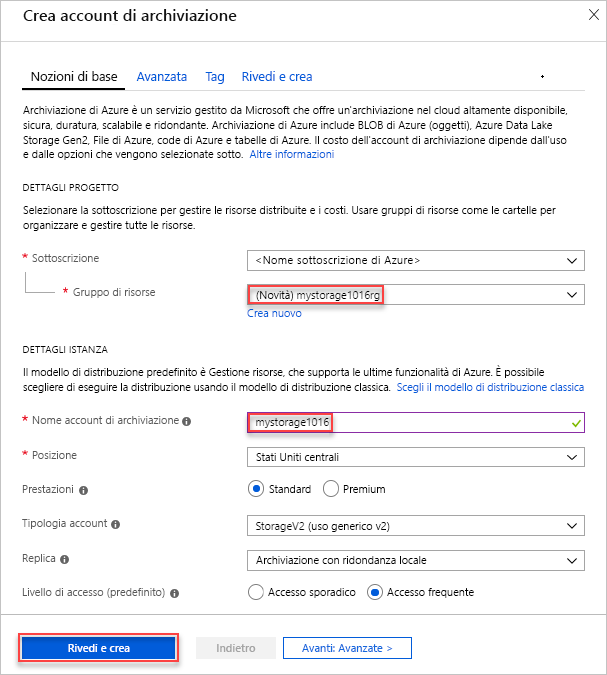 Crea account di archiviazione
Nozioni di base Avanzata Tag Rivedi e crea
Archiviazione di Azure è un servizio gestito da Microsoft che offre un'archiviazione nel cloud altamente disponibile,
sicura, duratura, scalabile e ridondante. Archiviazione di Azure include BLOB di Azure (oggetti), Azure Data Lake
Storage Gen2, File di Azure, code di Azure e tabelle di Azure. Il costo dell'account di archiviazione dipende dall'uso
e dalle opzioni che vengono selezionate sotto. Altre informazioni
DETTAGLI PROGETTO
Selezionare la sottoscrizione per gestire le risorse distribuite e i costi. Usare gruppi di risorse come le cartelle per
organizzare e gestire tutte le risorse.
* Sottoscrizione <Nome sottoscrizione di Azure>
* Gruppo di risorse (Novità) mystorage1016rg
Crea nuovo
DETTAGLI ISTANZA
Il modello di distribuzione predefinito è Gestione risorse, che supporta le ultime funzionalità di Azure. È possibile
scegliere di eseguire la distribuzione usando il modello di distribuzione classica. Scegli il modello di distribuzione classica
* Nome account di archiviazione mystorage1016
* Posizione Stati Uniti centrali
Prestazioni Standard Premium
Tipologia account StorageV2 (uso generico v2)
Replica Archiviazione con ridondanza locale
Livello di accesso (predefinito) Accesso sporadico Accesso frequente
Rivedi e crea Indietro Avanti: Avanzate >